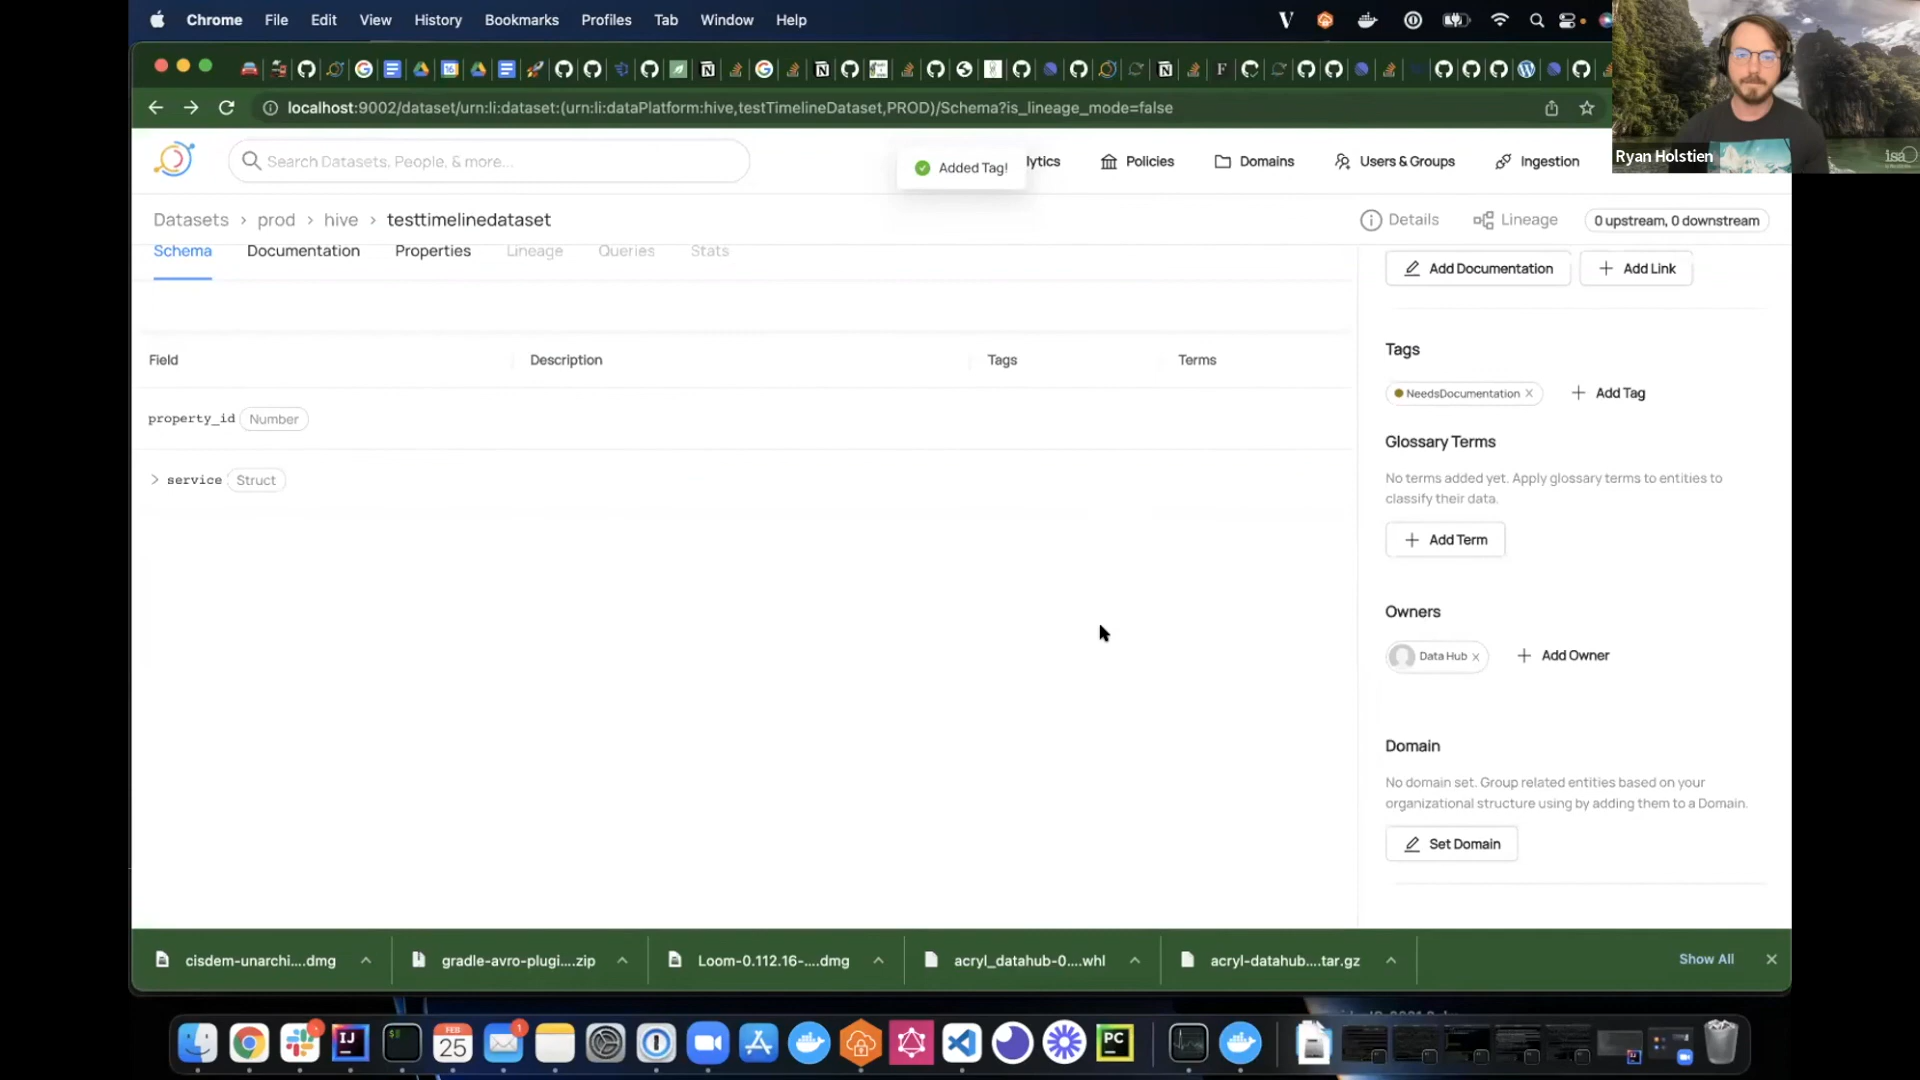 Chrome File Edit View History Bookmarks Profiles Tab Window Help
localhost:9002/dataset/urn:li:dataset:(urn:li:dataPlatform:hive,testTimelineDataset,PROD)/Schema?is_lineage_mode=false
Ryan Holstien
Search Datasets, People, & more...
Added Tag!
lytics
Policies
Domains
Users & Groups
Ingestion
Datasets > prod > hive > testtimelinedataset
Details
Lineage
0 upstream, 0 downstream
Schema Documentation Properties Lineage Queries Stats
Add Documentation
Add Link
Field Description Tags Terms
property_id Number
service Struct
Tags
NeedsDocumentation
Add Tag
Glossary Terms
No terms added yet. Apply glossary terms to entities to
classify their data.
Add Term
Owners
Data Hub
Add Owner
Domain
No domain set. Group related entities based on your
organizational structure using by adding them to a Domain.
Set Domain
cisdem-unarchi....dmg
gradle-avro-plugi....zip
Loom-0.112.16-....dmg
acryl_datahub-0....whl
acryl-datahub....tar.gz
Show All
IJ
FEB
25
1
PC